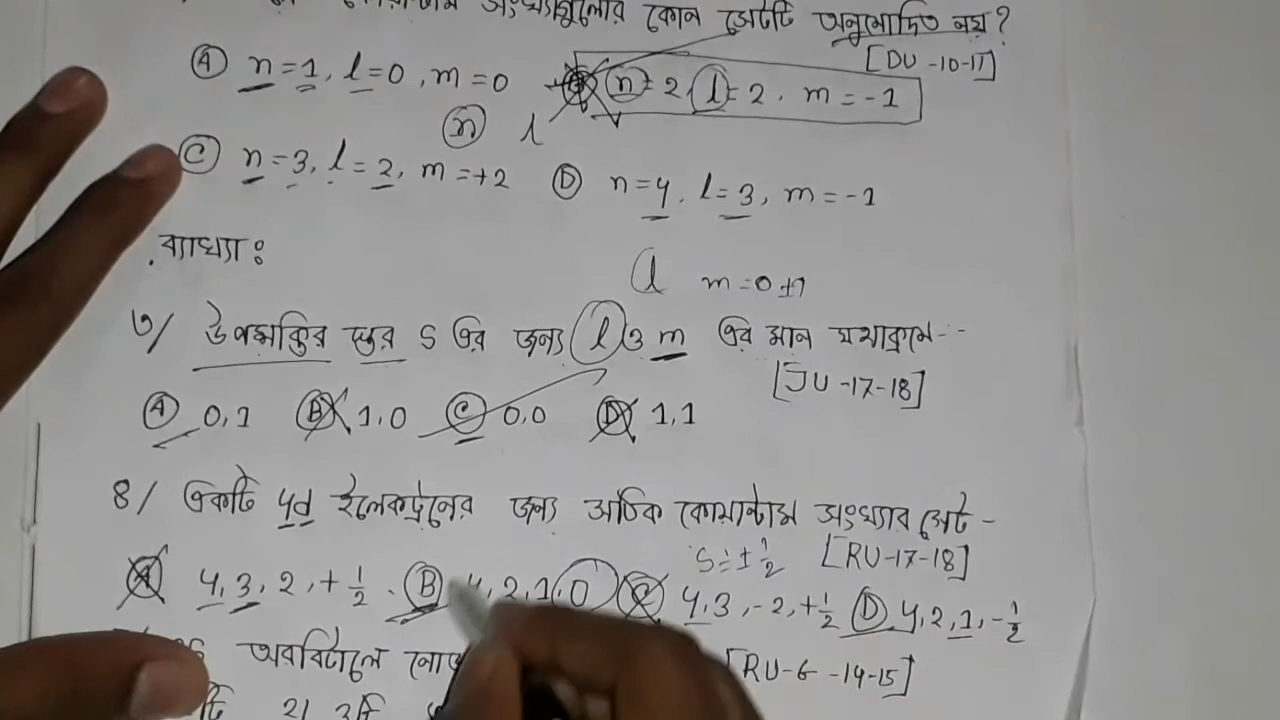 সংখ্যাগুলোর কোন সেটটি অনুমোদিত নয়?
[DU -10-11]
Ⓐ n=1, l=0, m=0 n=2, l=2, m=-1
n l
Ⓒ n=3, l=2, m=+2 Ⓓ n=4, l=3, m=-1
ব্যাখ্যাঃ
l m=0±1
৩/ উপশক্তির স্তর S এর জন্য l ও m এর মান যথাক্রমে--
[JU-17-18]
Ⓐ 0,1 Ⓑ 1,0 Ⓒ 0,0 Ⓓ 1,1
৪/ একটি 4d ইলেকট্রনের জন্য সঠিক কোয়ান্টাম সংখ্যার সেট-
S=±1/2 [RU-17-18]
Ⓐ 4,3,2,+1/2 Ⓑ 4,2,1,0 Ⓒ 4,3,-2,+1/2 Ⓓ 4,2,1,-1/2
অরবিটালে
[RU-G-14-15]